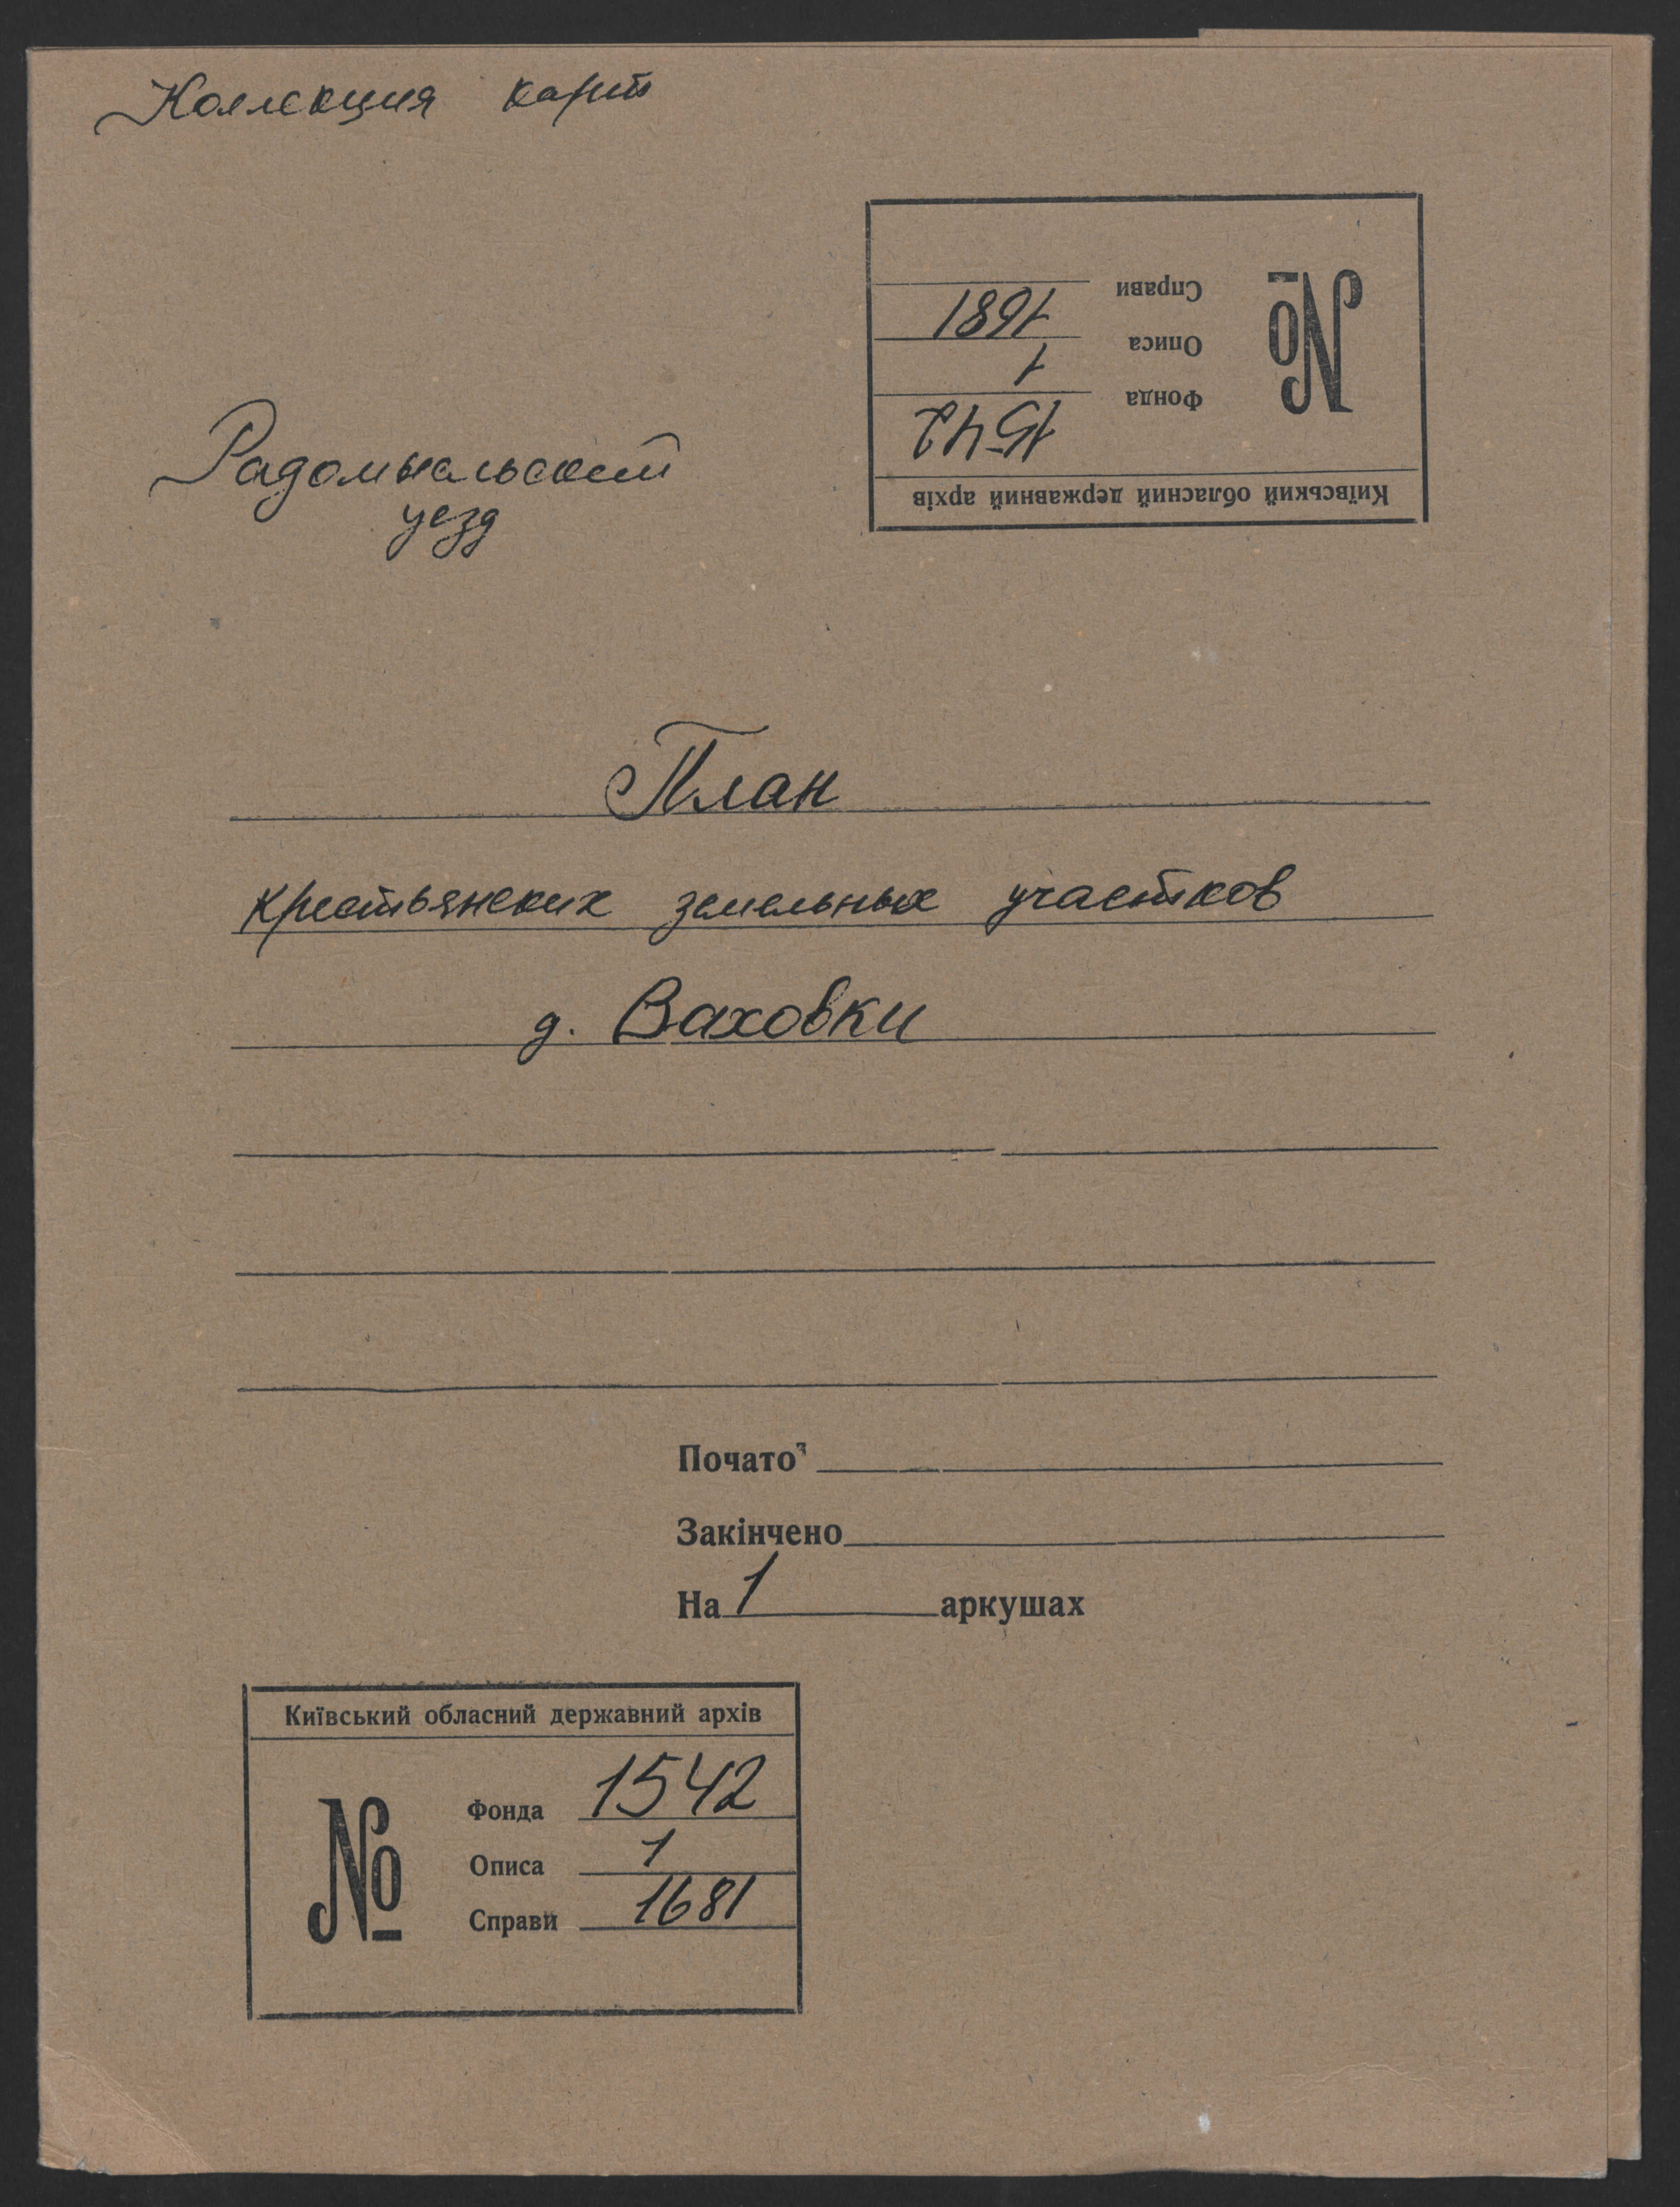 Коллекция карт
Київський обласний державний архів
№
Фонда 1542
Описа 1
Справи 1681
Радомысльский
уезд
План
крестьянских земельных участков
д. Ваховки
Почато
Закінчено
На 1 аркушах
Київський обласний державний архів
№
Фонда 1542
Описа 1
Справи 1681